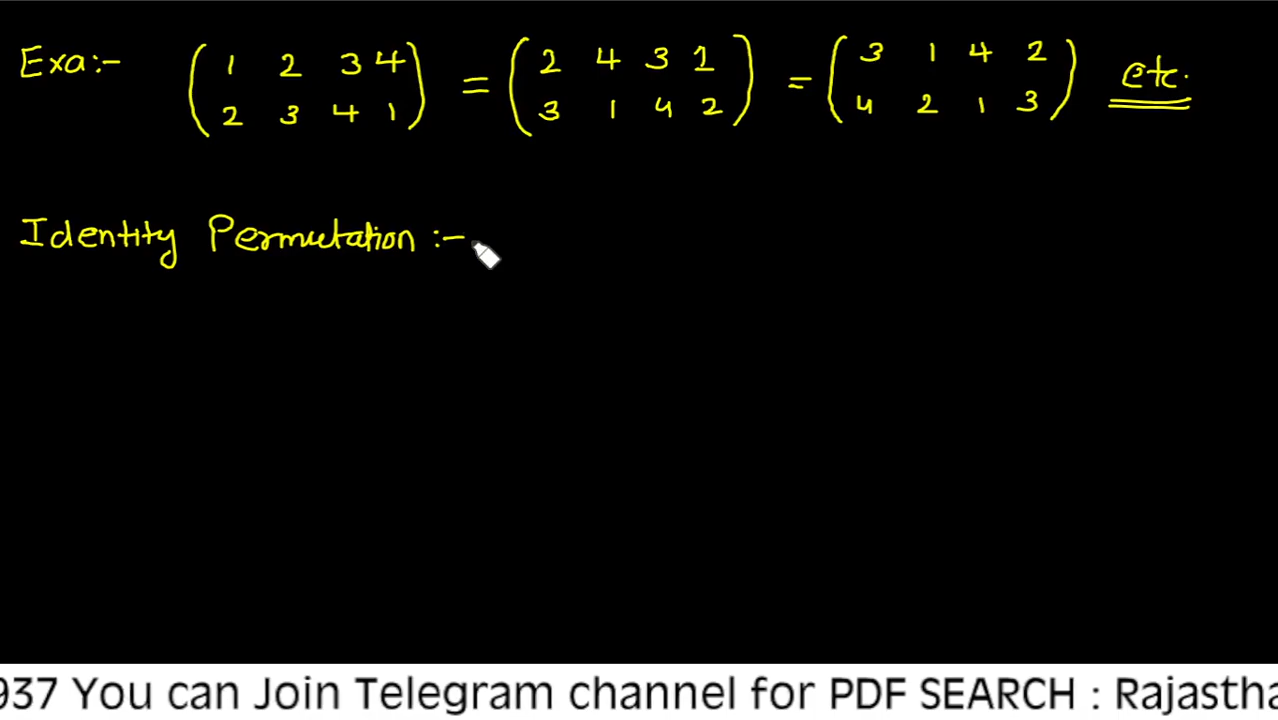 Exa:- ( 1 2 3 4 ) = ( 2 4 3 1 ) = ( 3 1 4 2 ) etc.
( 2 3 4 1 ) ( 3 1 4 2 ) ( 4 2 1 3 )
Identity Permutation :-
937 You can Join Telegram channel for PDF SEARCH : Rajastha